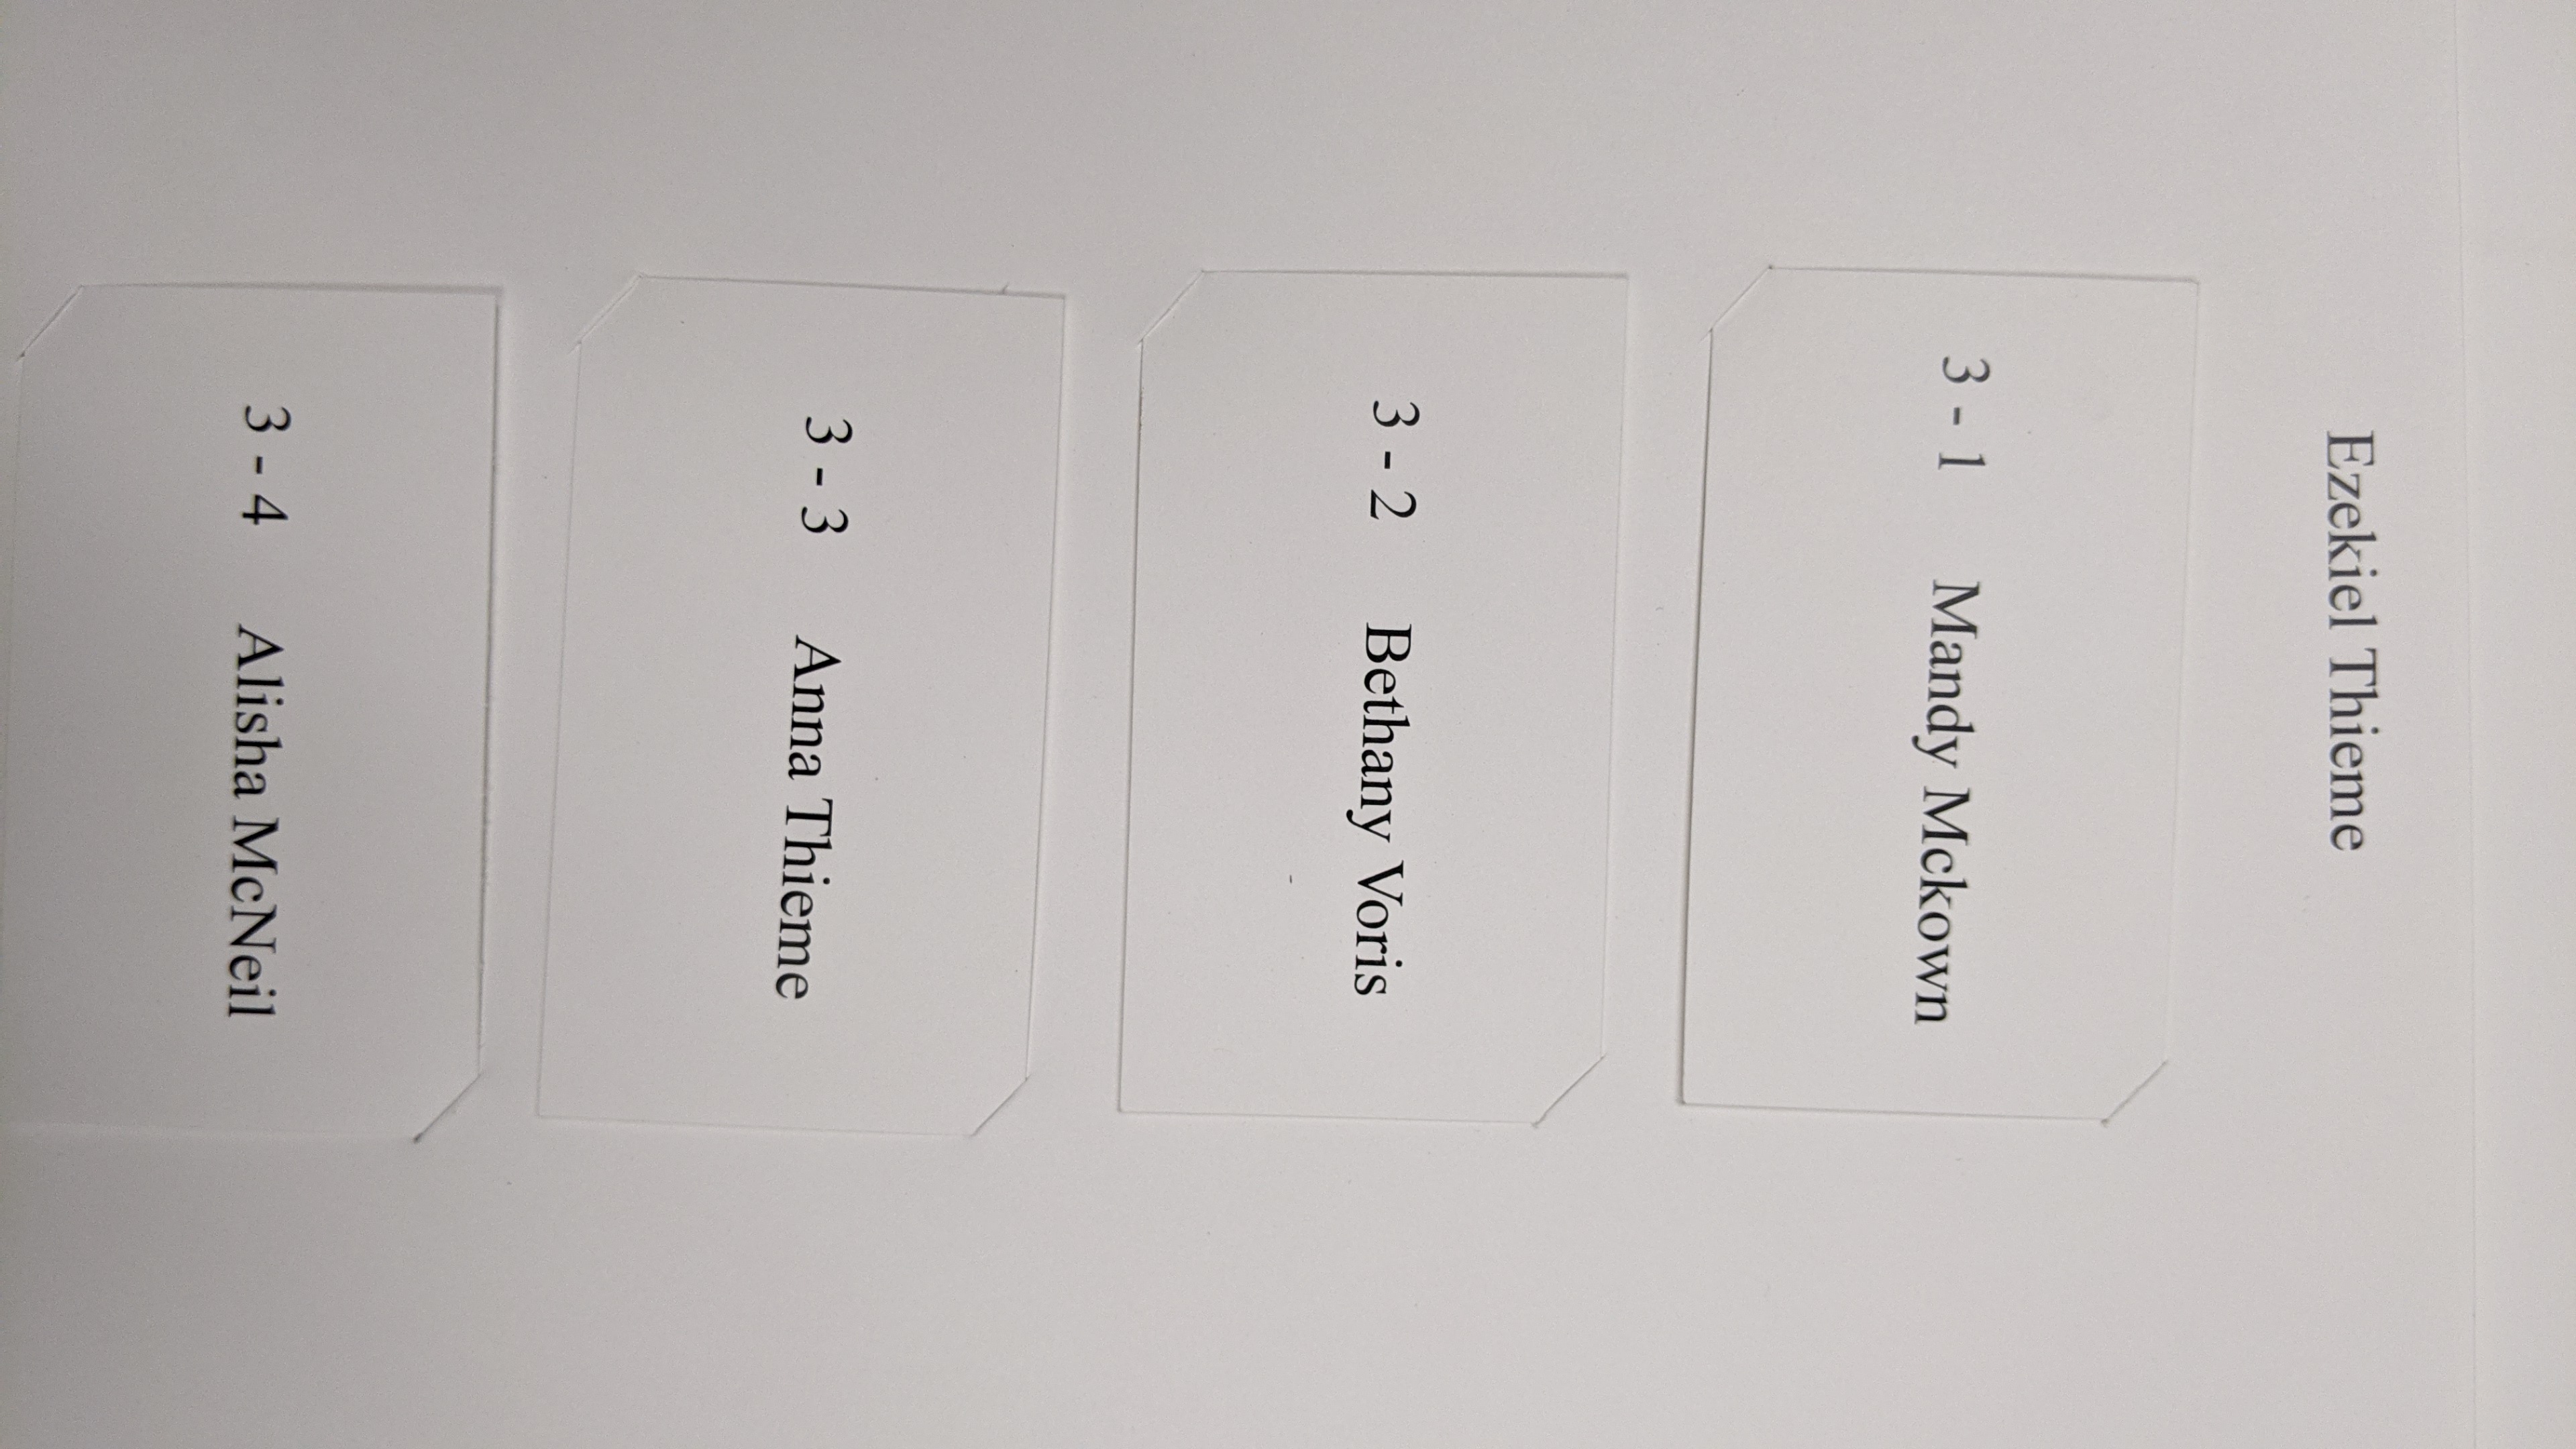 Ezekiel Thieme
3 - 1 Mandy Mckown
3 - 2 Bethany Voris
3 - 3 Anna Thieme
3 - 4 Alisha McNeil